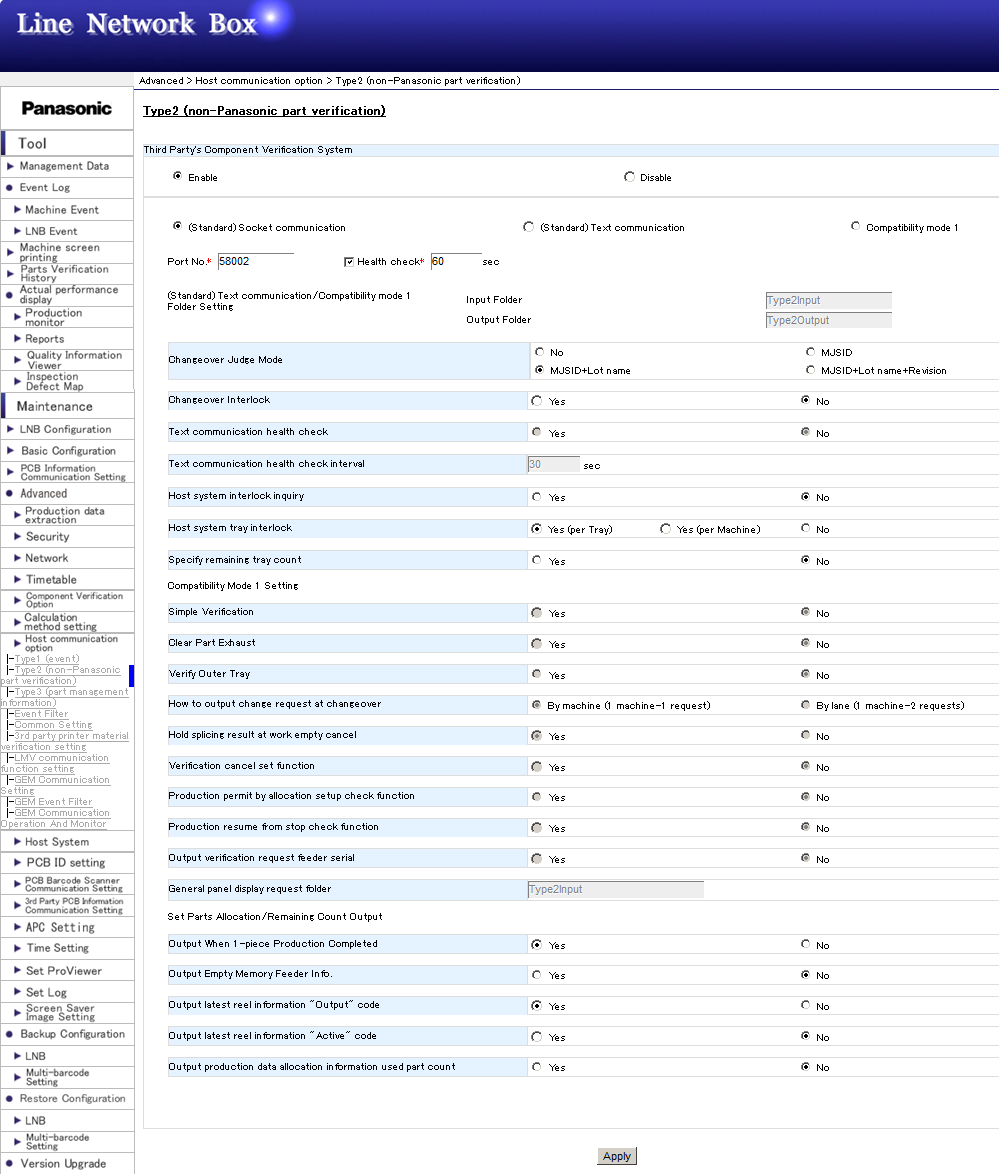 Line Network Box
Advanced > Host communication option > Type2 (non-Panasonic part verification)
Panasonic
Tool
Management Data
Event Log
Machine Event
LNB Event
Machine screen
printing
Parts Verification
History
Actual performance
display
Production
monitor
Reports
Quality Information
Viewer
Inspection
Defect Map
Maintenance
LNB Configuration
Basic Configuration
PCB Information
Communication Setting
Advanced
Production data
extraction
Security
Network
Timetable
Component Verification
Option
Calculation
method setting
Host communication
option
|-Type1 (event)
|-Type2 (non-Panasonic
part verification)
|-Type3 (part management
information)
|-Event Filter
|-Common Setting
|-3rd party printer material
verification setting
|-LMV communication
function setting
|-GEM Communication
Setting
|-GEM Event Filter
|-GEM Communication
Operation And Monitor
Host System
PCB ID setting
PCB Barcode Scanner
Communication Setting
3rd Party PCB Information
Communication Setting
APC Setting
Time Setting
Set ProViewer
Set Log
Screen Saver
Image Setting
Backup Configuration
LNB
Multi-barcode
Setting
Restore Configuration
LNB
Multi-barcode
Setting
Version Upgrade
Type2 (non-Panasonic part verification)
Third Party's Component Verification System
Enable Disable
(Standard) Socket communication (Standard) Text communication Compatibility mode 1
Port No.* 58002 Health check* 60 sec
(Standard) Text communication/Compatibility mode 1
Folder Setting
Input Folder Type2Input
Output Folder Type2Output
Changeover Judge Mode
No MJSID
MJSID+Lot name MJSID+Lot name+Revision
Changeover Interlock Yes No
Text communication health check Yes No
Text communication health check interval 30 sec
Host system interlock inquiry Yes No
Host system tray interlock Yes (per Tray) Yes (per Machine) No
Specify remaining tray count Yes No
Compatibility Mode 1 Setting
Simple Verification Yes No
Clear Part Exhaust Yes No
Verify Outer Tray Yes No
How to output change request at changeover By machine (1 machine-1 request) By lane (1 machine-2 requests)
Hold splicing result at work empty cancel Yes No
Verification cancel set function Yes No
Production permit by allocation setup check function Yes No
Production resume from stop check function Yes No
Output verification request feeder serial Yes No
General panel display request folder Type2Input
Set Parts Allocation/Remaining Count Output
Output When 1-piece Production Completed Yes No
Output Empty Memory Feeder Info. Yes No
Output latest reel information "Output" code Yes No
Output latest reel information "Active" code Yes No
Output production data allocation information used part count Yes No
Apply